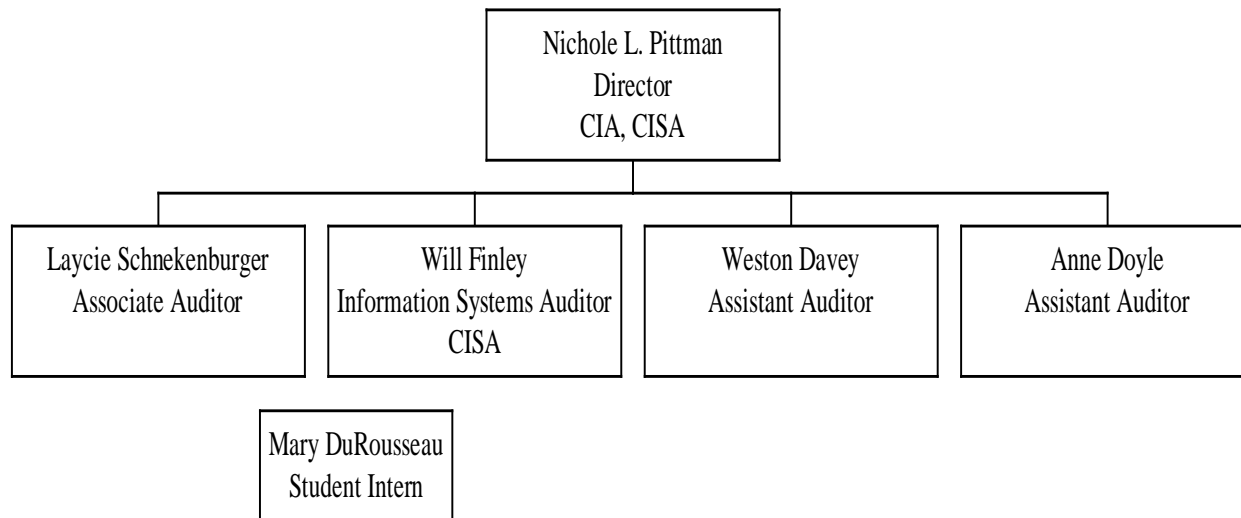 Nichole L. Pittman
Director
CIA, CISA
Laycie Schnekenburger
Associate Auditor
Will Finley
Information Systems Auditor
CISA
Weston Davey
Assistant Auditor
Anne Doyle
Assistant Auditor
Mary DuRousseau
Student Intern